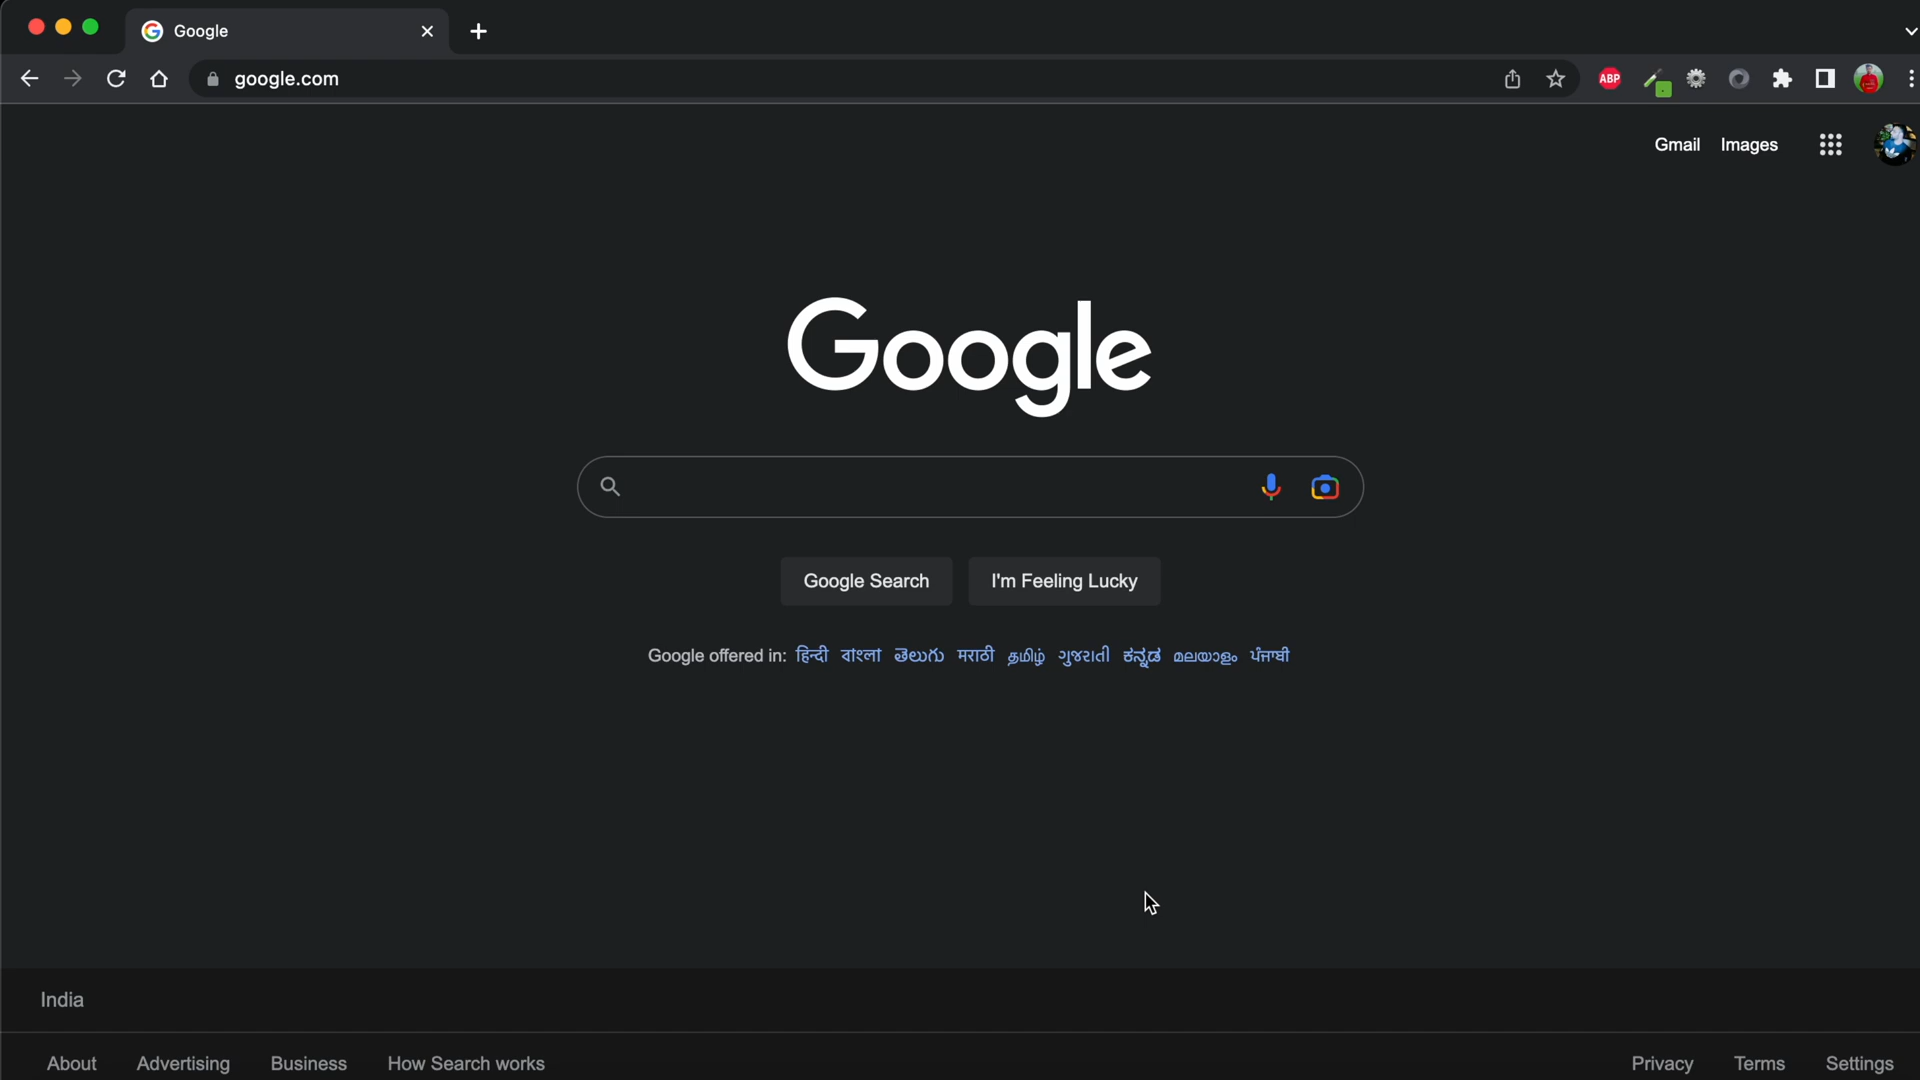 Google
google.com
ABP
Gmail Images
Google
Google Search I'm Feeling Lucky
Google offered in: हिन्दी বাংলা తెలుగు मराठी தமிழ் ગુજરાતી ಕನ್ನಡ മലയാളം ਪੰਜਾਬੀ
India
About Advertising Business How Search works Privacy Terms Settings